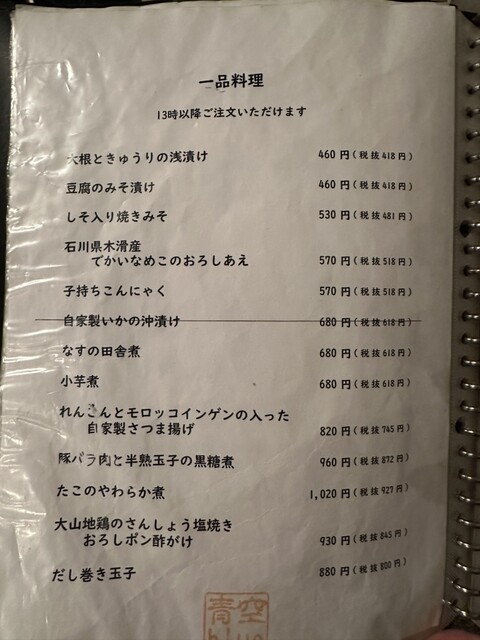 一品料理
13時以降ご注文いただけます
大根ときゅうりの浅漬け 460円(税抜418円)
豆腐のみそ漬け 460円(税抜418円)
しそ入り焼きみそ 530円(税抜481円)
石川県木滑産
でかいなめこのおろしあえ 570円(税抜518円)
子持ちこんにゃく 570円(税抜518円)
自家製いかの沖漬け 680円(税抜618円)
なすの田舎煮 680円(税抜618円)
小芋煮 680円(税抜618円)
れんこんとモロッコインゲンの入った
自家製さつま揚げ 820円(税抜745円)
豚バラ肉と半熟玉子の黒糖煮 960円(税抜872円)
たこのやわらか煮 1,020円(税抜927円)
大山地鶏のさんしょう塩焼き
おろしポン酢がけ 930円(税抜845円)
だし巻き玉子 880円(税抜800円)
青空
blue